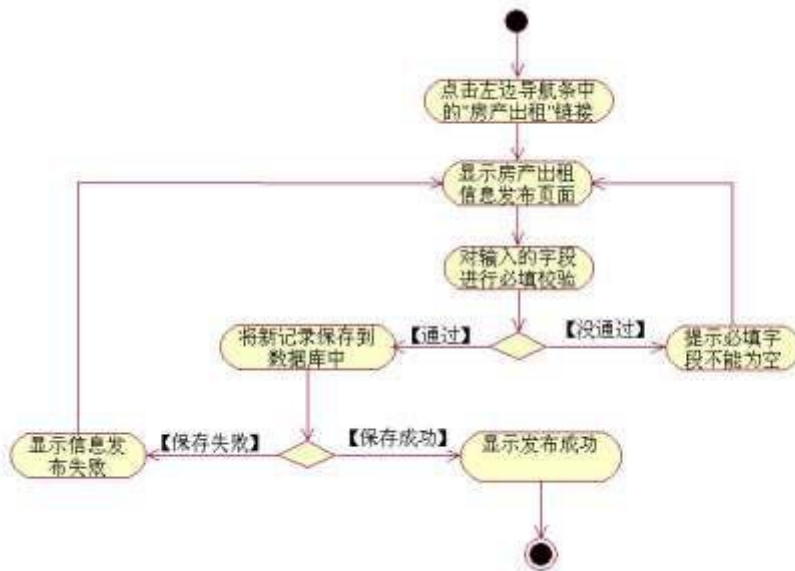 点击左边导航条中
的"房产出租"链接
显示房产出租
信息发布页面
对输入的字段
进行必填校验
将新记录保存到
数据库中
【通过】
【没通过】
提示必填字
段不能为空
显示信息发
布失败
【保存失败】
【保存成功】
显示发布成功